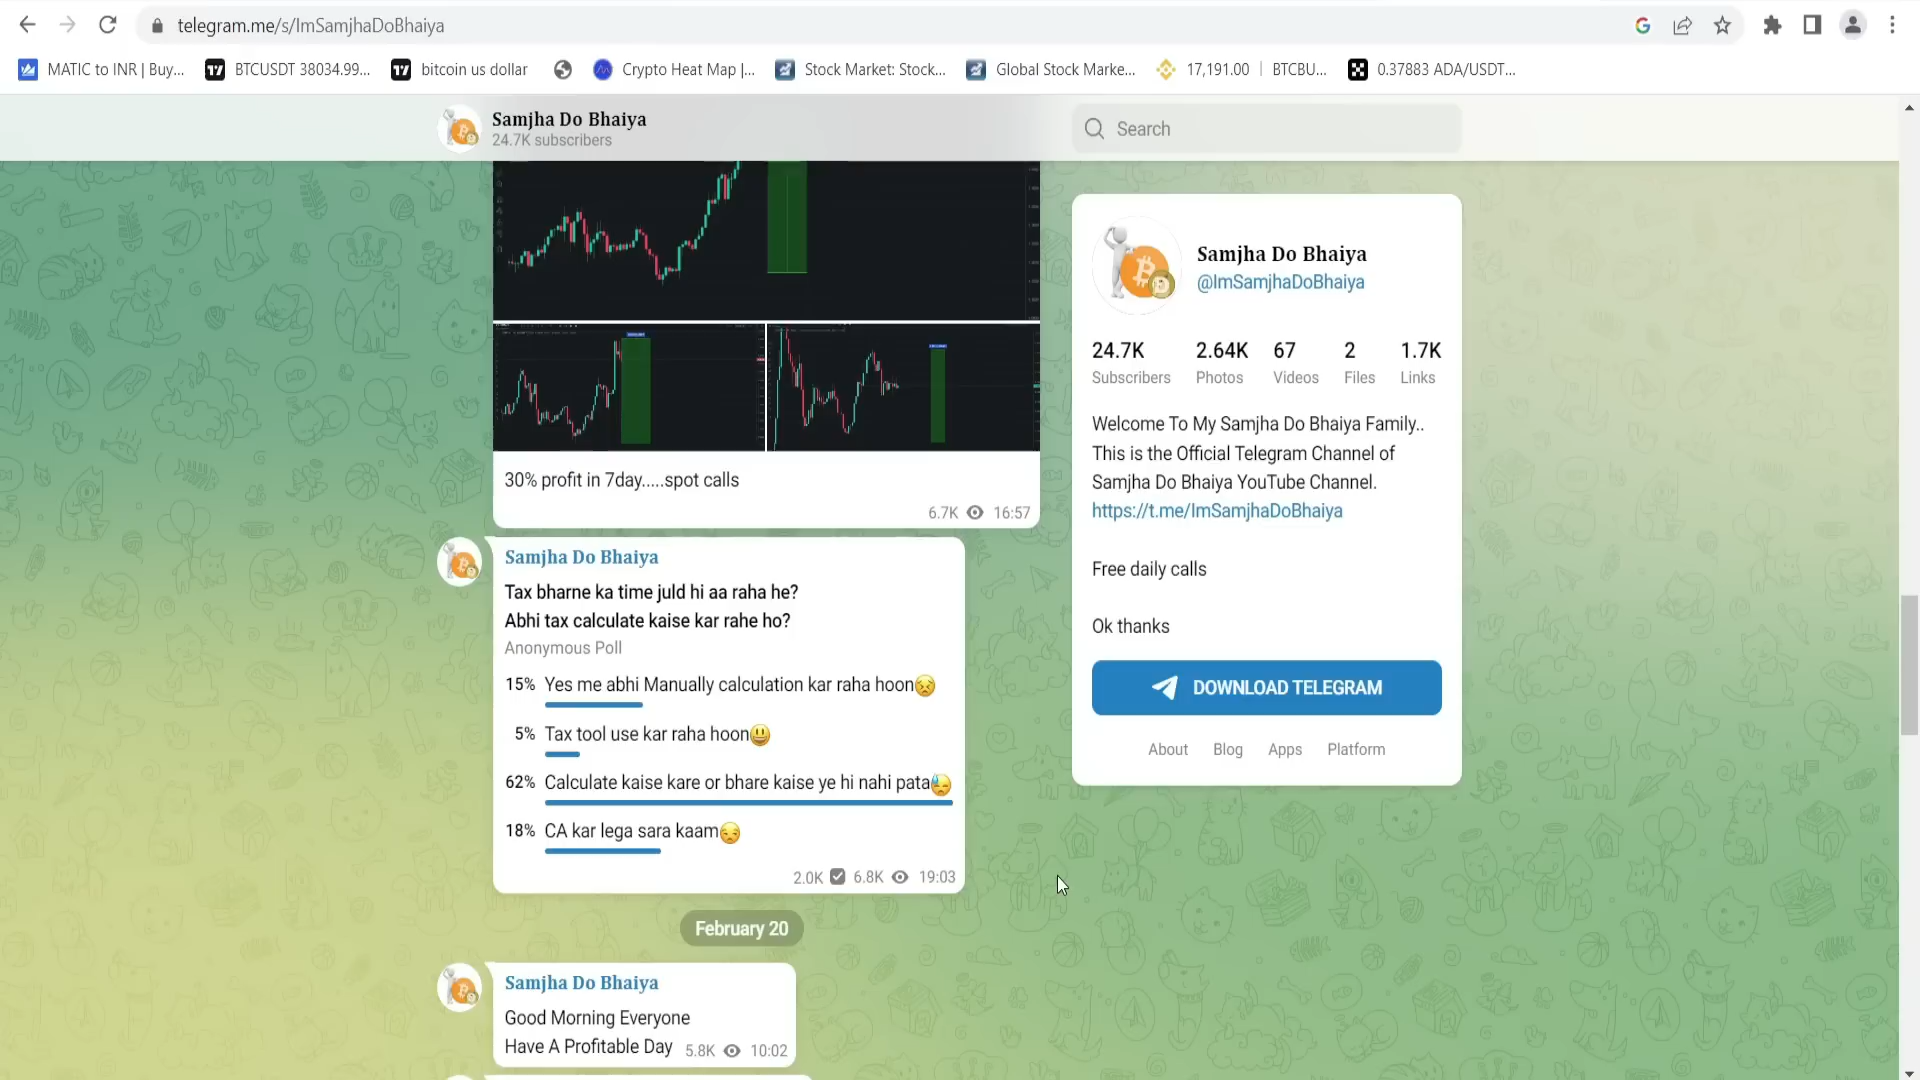 telegram.me/s/ImSamjhaDoBhaiya
MATIC to INR | Buy...
BTCUSDT 38034.99...
bitcoin us dollar
Crypto Heat Map |...
Stock Market: Stock...
Global Stock Marke...
17,191.00 | BTCBU...
0.37883 ADA/USDT...
Samjha Do Bhaiya
24.7K subscribers
Search
30% profit in 7day.....spot calls
6.7K 16:57
Samjha Do Bhaiya
Tax bharne ka time juld hi aa raha he?
Abhi tax calculate kaise kar rahe ho?
Anonymous Poll
15% Yes me abhi Manually calculation kar raha hoon😣
5% Tax tool use kar raha hoon😃
62% Calculate kaise kare or bhare kaise ye hi nahi pata😓
18% CA kar lega sara kaam😒
2.0K 6.8K 19:03
February 20
Samjha Do Bhaiya
Good Morning Everyone
Have A Profitable Day 5.8K 10:02
Samjha Do Bhaiya
@ImSamjhaDoBhaiya
24.7K 2.64K 67 2 1.7K
Subscribers Photos Videos Files Links
Welcome To My Samjha Do Bhaiya Family..
This is the Official Telegram Channel of
Samjha Do Bhaiya YouTube Channel.
https://t.me/ImSamjhaDoBhaiya
Free daily calls
Ok thanks
DOWNLOAD TELEGRAM
About Blog Apps Platform